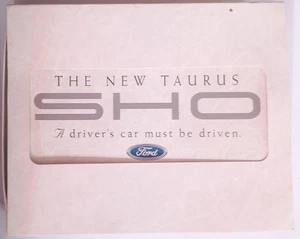 THE NEW TAURUS
SHO
A driver's car must be driven.
Ford